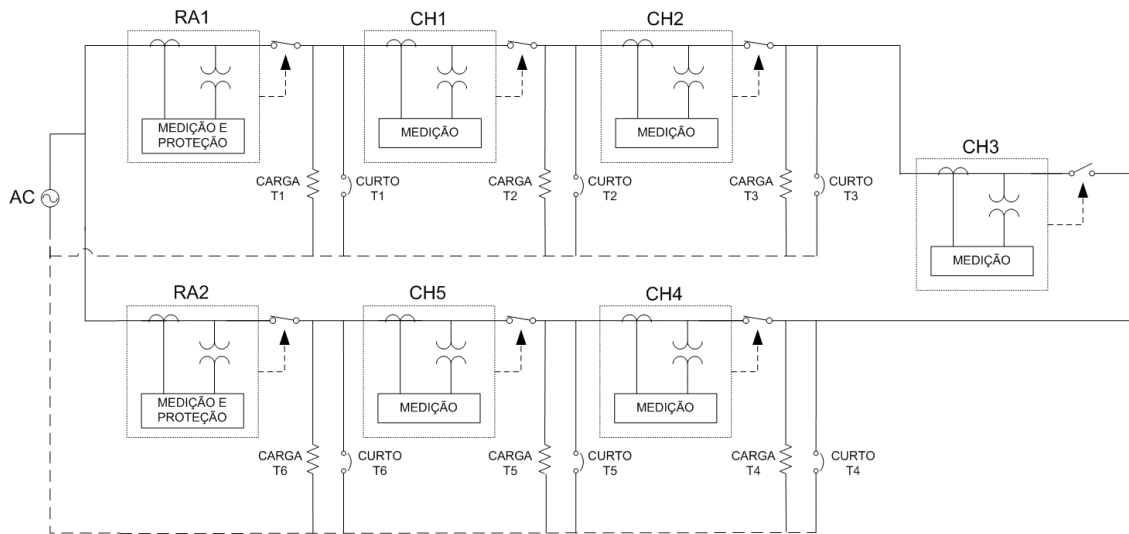 RA1
CH1
CH2
MEDIÇÃO E
PROTEÇÃO
MEDIÇÃO
MEDIÇÃO
CH3
CARGA
T1
CURTO
T1
CARGA
T2
CURTO
T2
CARGA
T3
CURTO
T3
AC
MEDIÇÃO
RA2
CH5
CH4
MEDIÇÃO E
PROTEÇÃO
MEDIÇÃO
MEDIÇÃO
CARGA
T6
CURTO
T6
CARGA
T5
CURTO
T5
CARGA
T4
CURTO
T4